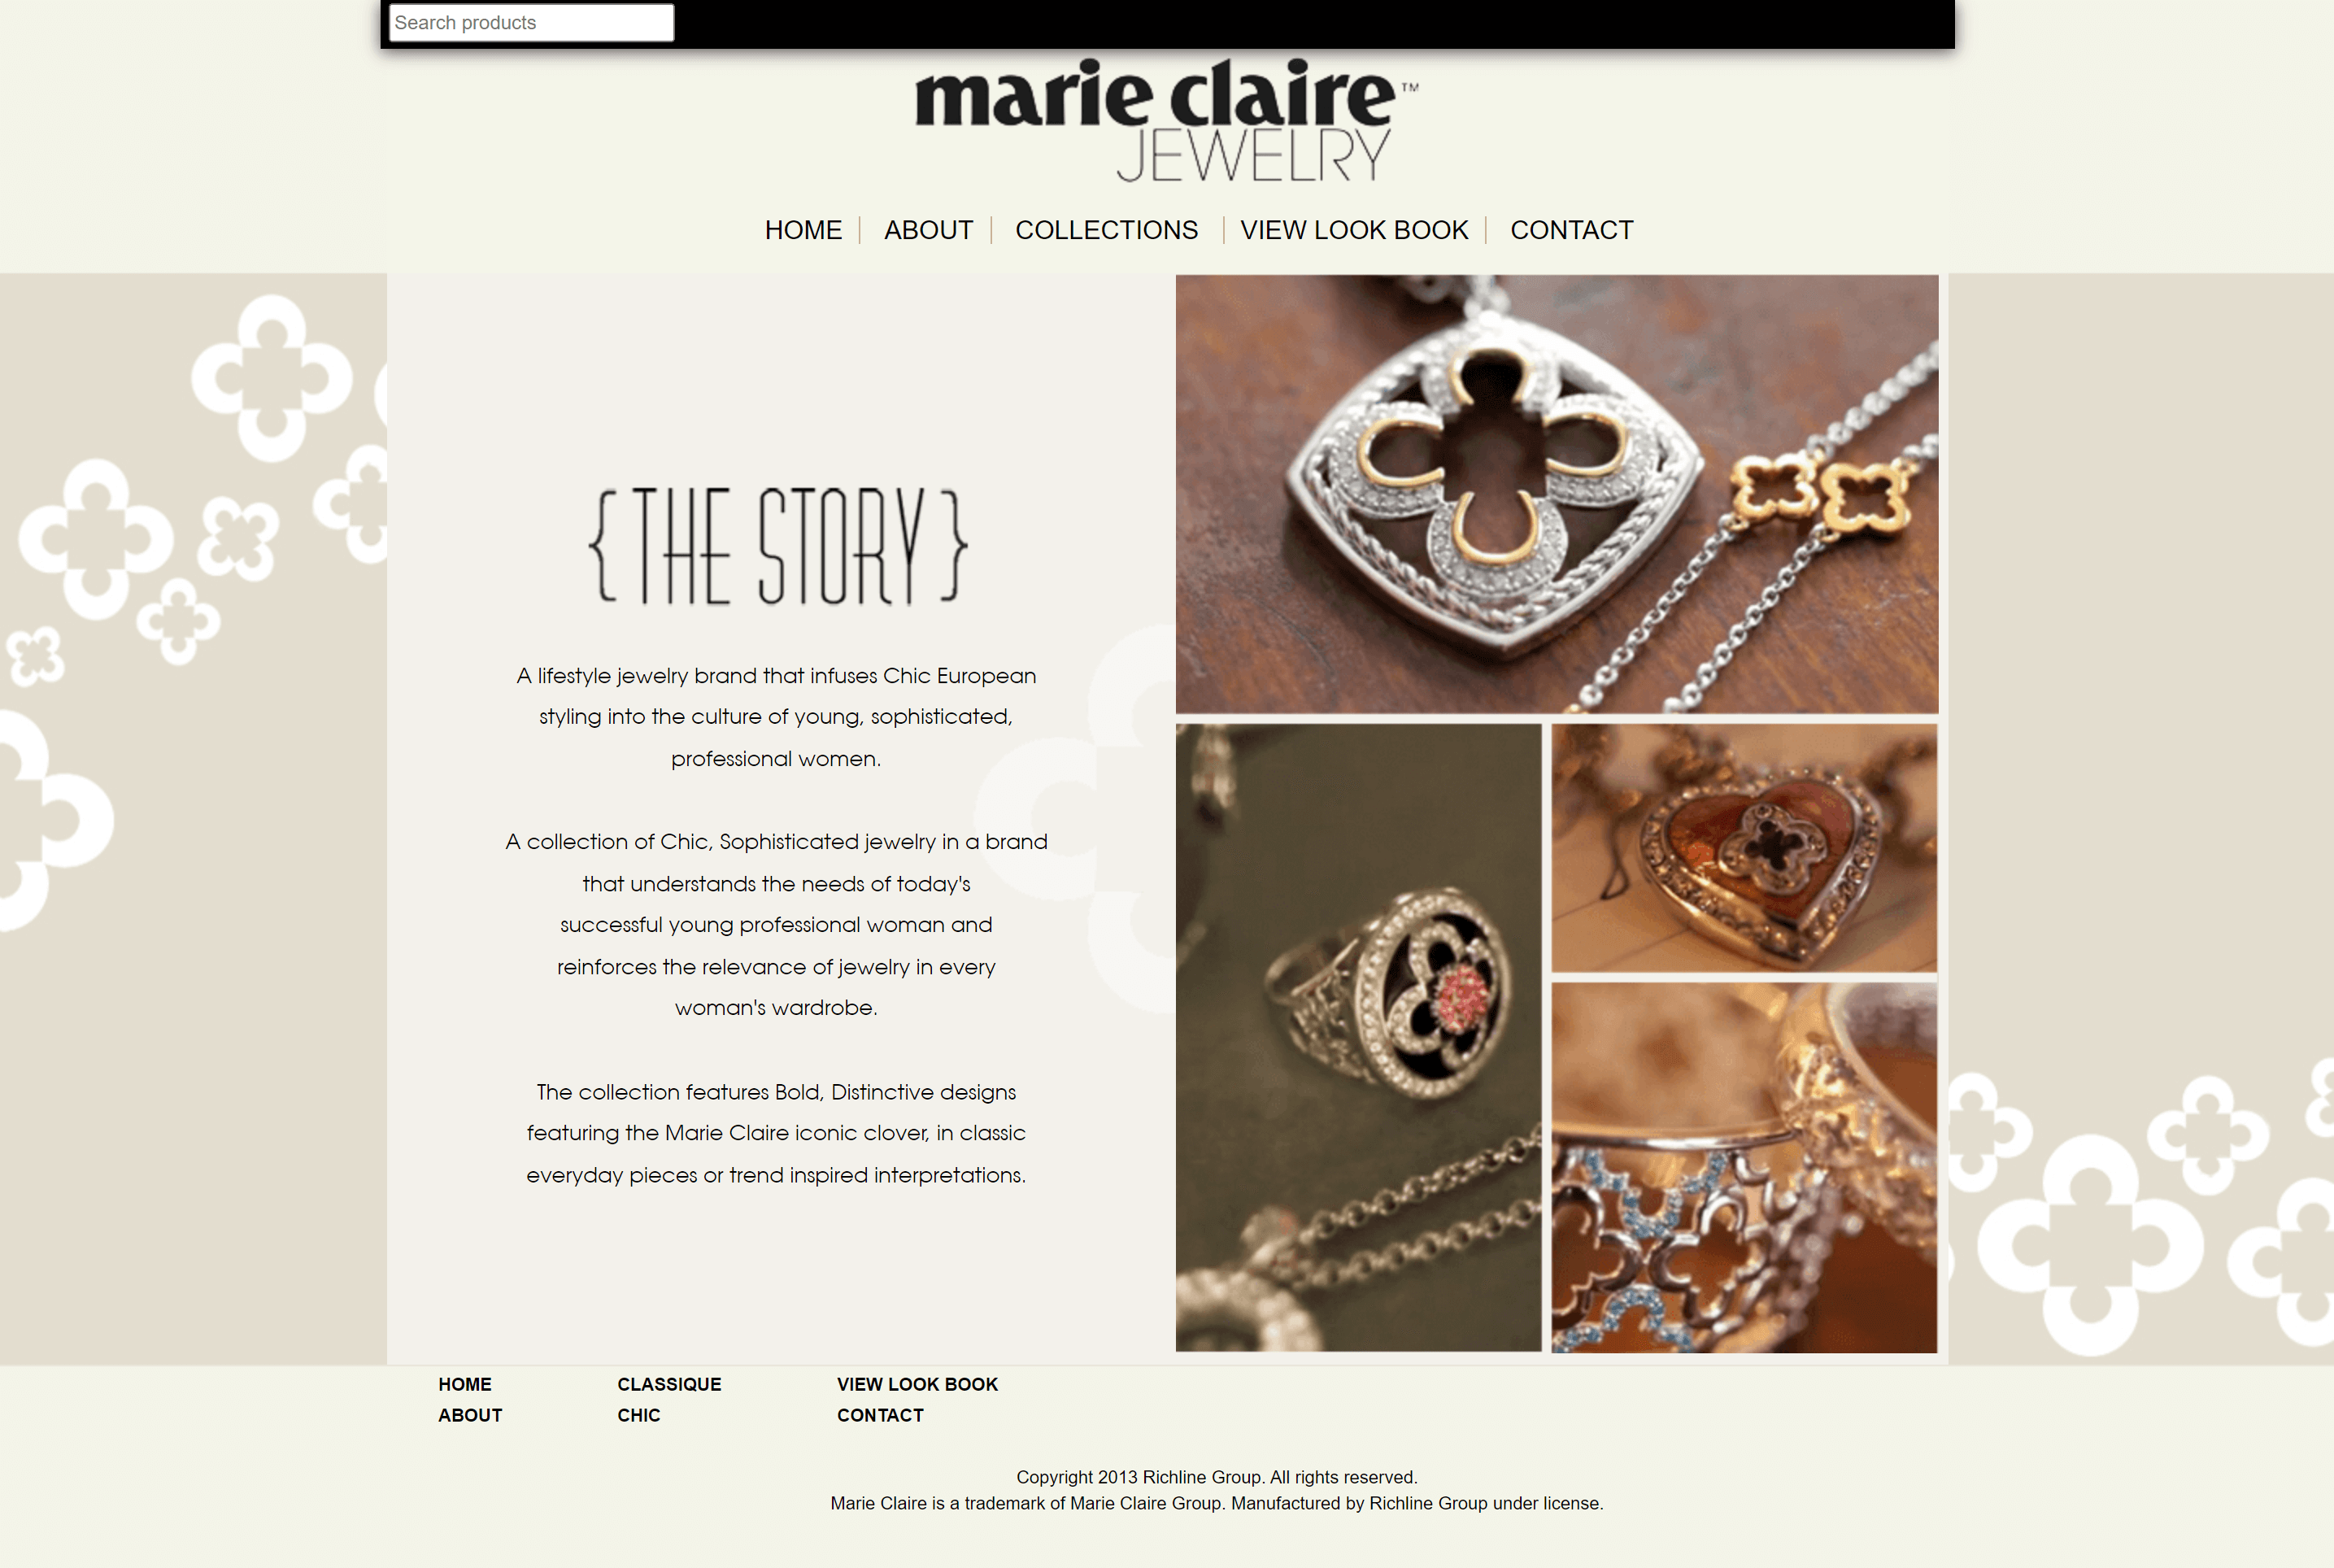 Search products
marie claire™
JEWELRY
HOME | ABOUT | COLLECTIONS | VIEW LOOK BOOK | CONTACT
{THE STORY}
A lifestyle jewelry brand that infuses Chic European
styling into the culture of young, sophisticated,
professional women.
A collection of Chic, Sophisticated jewelry in a brand
that understands the needs of today's
successful young professional woman and
reinforces the relevance of jewelry in every
woman's wardrobe.
The collection features Bold, Distinctive designs
featuring the Marie Claire iconic clover, in classic
everyday pieces or trend inspired interpretations.
HOME CLASSIQUE VIEW LOOK BOOK
ABOUT CHIC CONTACT
Copyright 2013 Richline Group. All rights reserved.
Marie Claire is a trademark of Marie Claire Group. Manufactured by Richline Group under license.